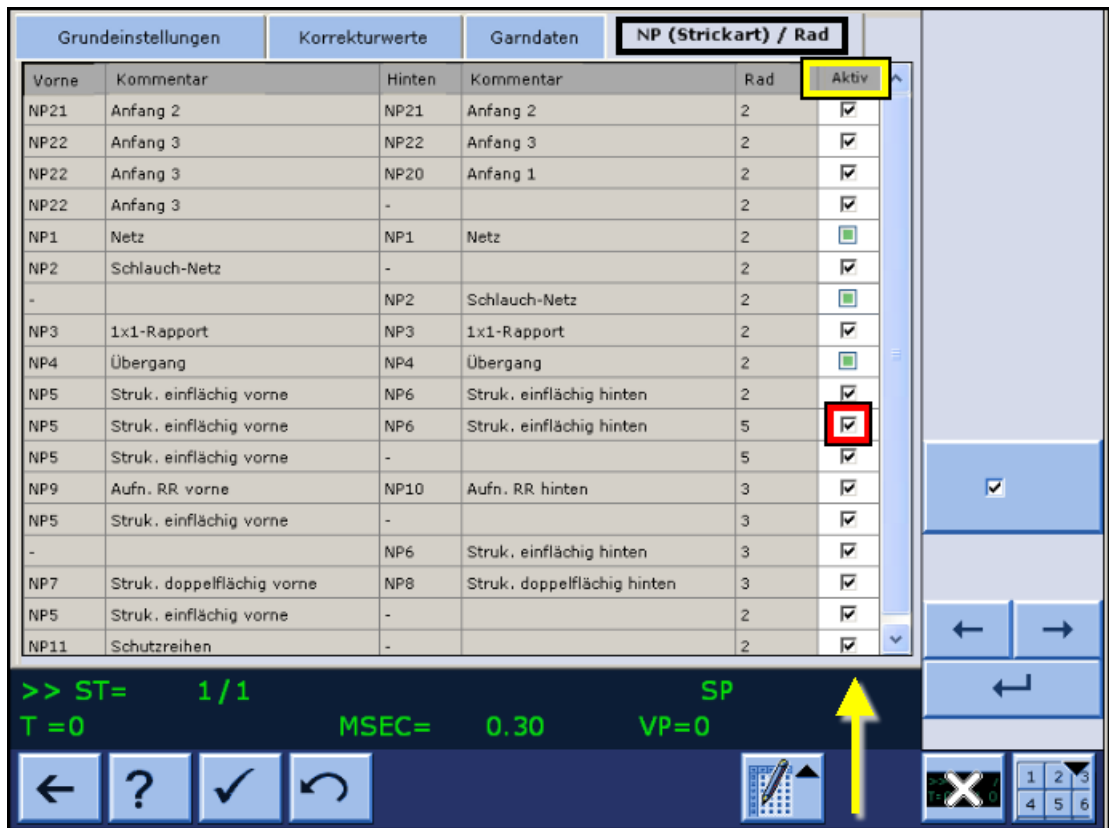 Grundeinstellungen Korrekturwerte Garndaten NP (Strickart) / Rad
Vorne Kommentar Hinten Kommentar Rad Aktiv
NP21 Anfang 2 NP21 Anfang 2 2
NP22 Anfang 3 NP22 Anfang 3 2
NP22 Anfang 3 NP20 Anfang 1 2
NP22 Anfang 3 - 2
NP1 Netz NP1 Netz 2
NP2 Schlauch-Netz - 2
- NP2 Schlauch-Netz 2
NP3 1x1-Rapport NP3 1x1-Rapport 2
NP4 Übergang NP4 Übergang 2
NP5 Struk. einflächig vorne NP6 Struk. einflächig hinten 2
NP5 Struk. einflächig vorne NP6 Struk. einflächig hinten 5
NP5 Struk. einflächig vorne - 5
NP9 Aufn. RR vorne NP10 Aufn. RR hinten 3
NP5 Struk. einflächig vorne - 3
- NP6 Struk. einflächig hinten 3
NP7 Struk. doppelflächig vorne NP8 Struk. doppelflächig hinten 3
NP5 Struk. einflächig vorne - 2
NP11 Schutzreihen - 2
>> ST= 1/1 SP
T =0 MSEC= 0.30 VP=0
?
1 2 3
4 5 6